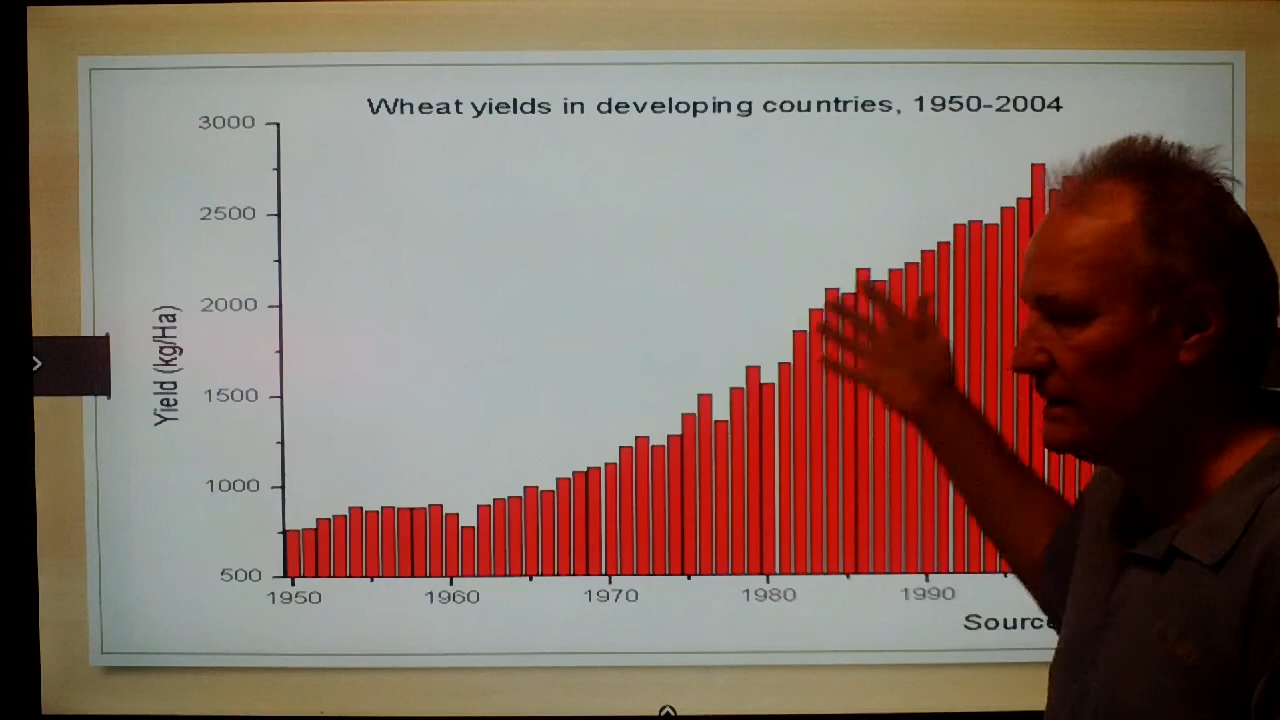 Wheat yields in developing countries, 1950-2004
3000
2500
2000
1500
1000
500
Yield (kg/Ha)
1950 1960 1970 1980 1990
Source